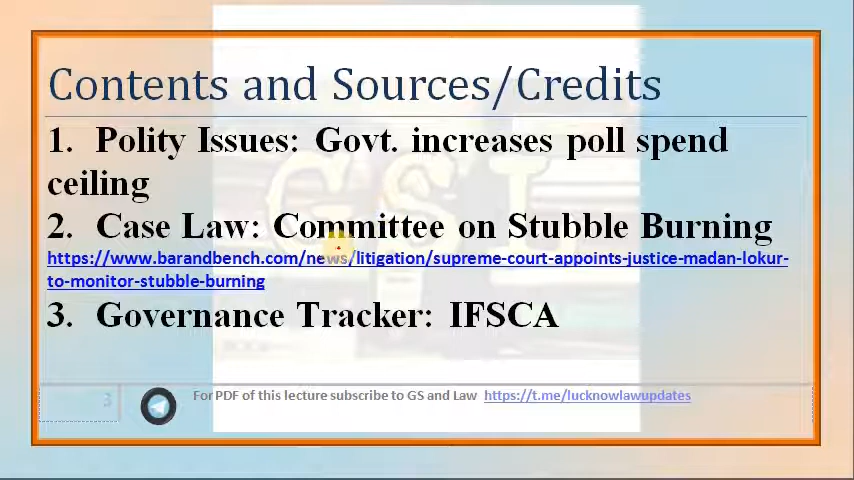 Contents and Sources/Credits
1. Polity Issues: Govt. increases poll spend
ceiling
2. Case Law: Committee on Stubble Burning
https://www.barandbench.com/news/litigation/supreme-court-appoints-justice-madan-lokur-
to-monitor-stubble-burning
3. Governance Tracker: IFSCA
3
For PDF of this lecture subscribe to GS and Law https://t.me/lucknowlawupdates
GSL